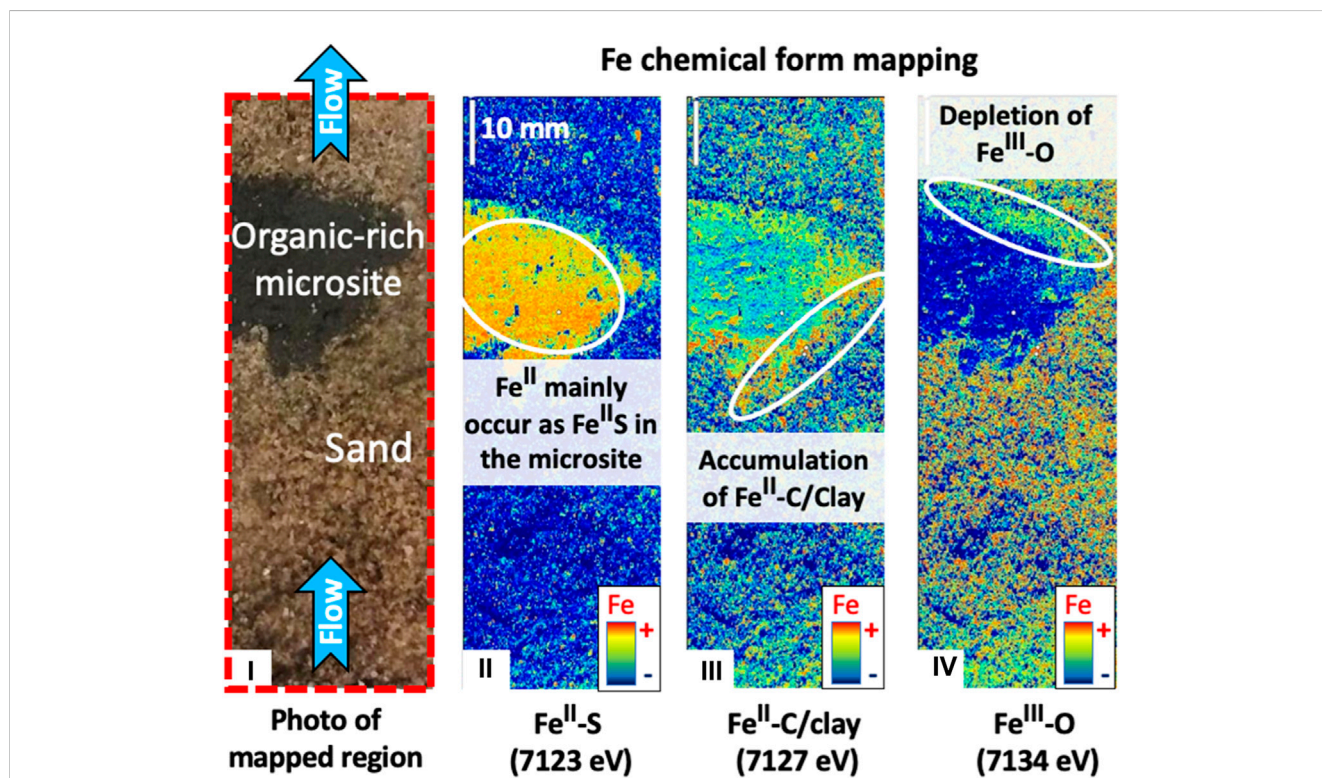 Fe chemical form mapping
Flow
Organic-rich
microsite
Sand
Flow
I
Photo of
mapped region
10 mm
Fe^II mainly
occur as Fe^IIS in
the microsite
Fe
+
-
II
Fe^II-S
(7123 eV)
Accumulation
of Fe^II-C/Clay
Fe
+
-
III
Fe^II-C/clay
(7127 eV)
Depletion of
Fe^III-O
Fe
+
-
IV
Fe^III-O
(7134 eV)